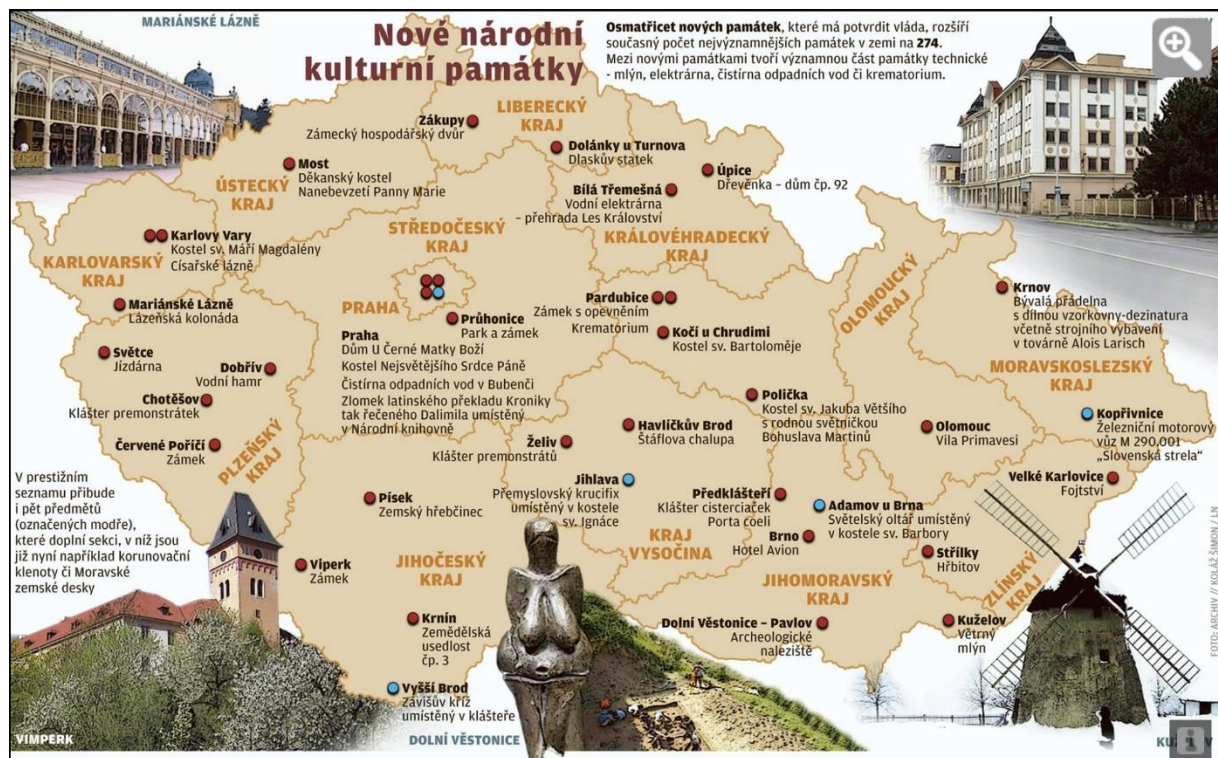 MARIÁNSKÉ LÁZNĚ
Nové národní
kulturní památky
Osmatřicet nových památek, které má potvrdit vláda, rozšíří
současný počet nejvýznamnějších památek v zemi na 274.
Mezi novými památkami tvoří významnou část památky technické
- mlýn, elektrárna, čistírna odpadních vod či krematorium.
LIBERECKÝ
KRAJ
Zákupy
Zámecký hospodářský dvůr
Dolánky u Turnova
Dlaskův statek
Most
Děkanský kostel
Nanebevzetí Panny Marie
ÚSTECKÝ
KRAJ
Úpice
Dřevěnka – dům čp. 92
Bílá Třemešná
Vodní elektrárna
– přehrada Les Království
STŘEDOČESKÝ
KRAJ
KRÁLOVÉHRADECKÝ
KRAJ
Karlovy Vary
Kostel sv. Máří Magdalény
Císařské lázně
KARLOVARSKÝ
KRAJ
Mariánské Lázně
Lázeňská kolonáda
PRAHA
Průhonice
Park a zámek
Praha
Dům U Černé Matky Boží
Kostel Nejsvětějšího Srdce Páně
Čistírna odpadních vod v Bubenči
Zlomek latinského překladu Kroniky
tak řečeného Dalimila umístěný
v Národní knihovně
Pardubice
Zámek s opevněním
Krematorium
Kočí u Chrudimi
Kostel sv. Bartoloměje
OLOMOUCKÝ
KRAJ
Krnov
Bývalá přádelna
s dílnou vzorkovny-dezinatura
včetně strojního vybavení
v továrně Alois Larisch
MORAVSKOSLEZSKÝ
KRAJ
Světce
Jízdárna
Dobřív
Vodní hamr
Chotěšov
Klášter premonstrátek
Červené Poříčí
Zámek
PLZEŇSKÝ
KRAJ
Želiv
Klášter premonstrátů
Havlíčkův Brod
Štáflova chalupa
Polička
Kostel sv. Jakuba Většího
s rodnou světničkou
Bohuslava Martinů
Olomouc
Vila Primavesi
Kopřivnice
Železniční motorový
vůz M 290.001
„Slovenská strela“
V prestižním
seznamu přibude
i pět předmětů
(označených modře),
které doplní sekci, v níž jsou
již nyní například korunovační
klenoty či Moravské
zemské desky
Písek
Zemský hřebčinec
Jihlava
Přemyslovský krucifix
umístěný v kostele
sv. Ignáce
Předklášteří
Klášter cisterciaček
Porta coeli
Velké Karlovice
Fojtství
Adamov u Brna
Světelský oltář umístěný
v kostele sv. Barbory
KRAJ
VYSOČINA
Brno
Hotel Avion
Střílky
Hřbitov
Viperk
Zámek
JIHOČESKÝ
KRAJ
JIHOMORAVSKÝ
KRAJ
ZLÍNSKÝ
KRAJ
Krnín
Zemědělská
usedlost
čp. 3
Dolní Věstonice – Pavlov
Archeologické
naleziště
Kuželov
Větrný
mlýn
Vyšší Brod
Závišův kříž
umístěný v klášteře
VIMPERK
DOLNÍ VĚSTONICE
FOTO: ARCHIV // KOLÁŽ ŠIMON / LN